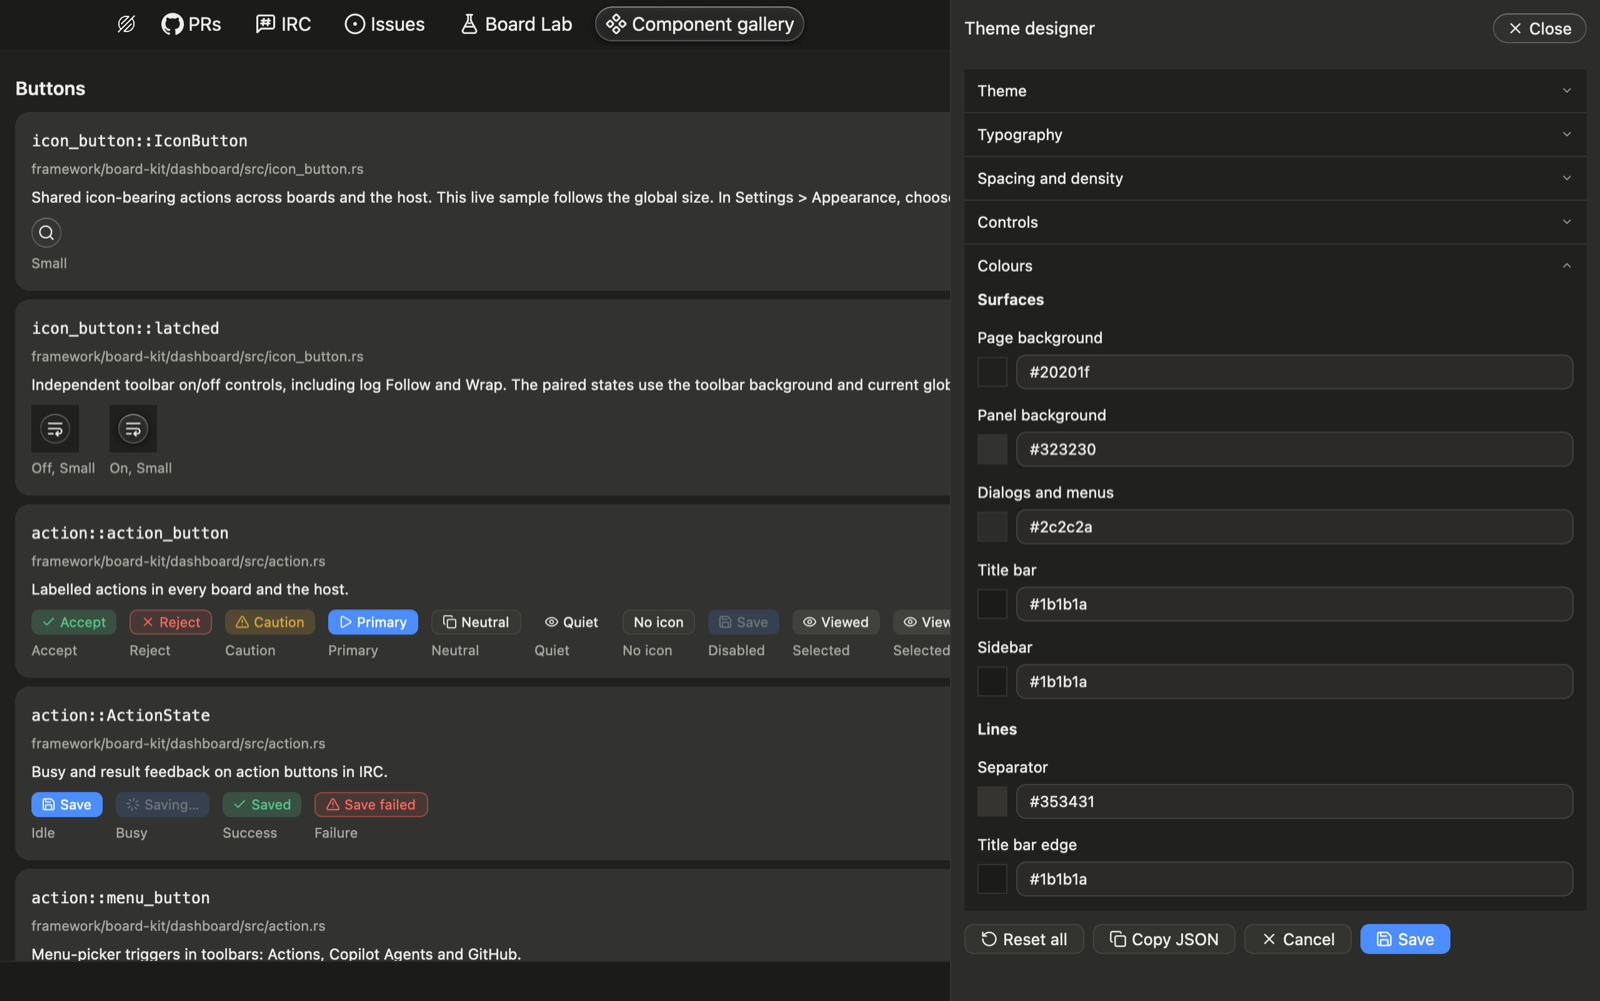 PRs
IRC
Issues
Board Lab
Component gallery
Buttons
icon_button::IconButton
framework/board-kit/dashboard/src/icon_button.rs
Shared icon-bearing actions across boards and the host. This live sample follows the global size. In Settings > Appearance, choose
Small
icon_button::latched
framework/board-kit/dashboard/src/icon_button.rs
Independent toolbar on/off controls, including log Follow and Wrap. The paired states use the toolbar background and current glob
Off, Small
On, Small
action::action_button
framework/board-kit/dashboard/src/action.rs
Labelled actions in every board and the host.
Accept
Reject
Caution
Primary
Neutral
Quiet
No icon
Save
Viewed
View
Accept
Reject
Caution
Primary
Neutral
Quiet
No icon
Disabled
Selected
Selected
action::ActionState
framework/board-kit/dashboard/src/action.rs
Busy and result feedback on action buttons in IRC.
Save
Saving...
Saved
Save failed
Idle
Busy
Success
Failure
action::menu_button
framework/board-kit/dashboard/src/action.rs
Menu-picker triggers in toolbars: Actions, Copilot Agents and GitHub.
Theme designer
Close
Theme
Typography
Spacing and density
Controls
Colours
Surfaces
Page background
#20201f
Panel background
#323230
Dialogs and menus
#2c2c2a
Title bar
#1b1b1a
Sidebar
#1b1b1a
Lines
Separator
#353431
Title bar edge
#1b1b1a
Reset all
Copy JSON
Cancel
Save